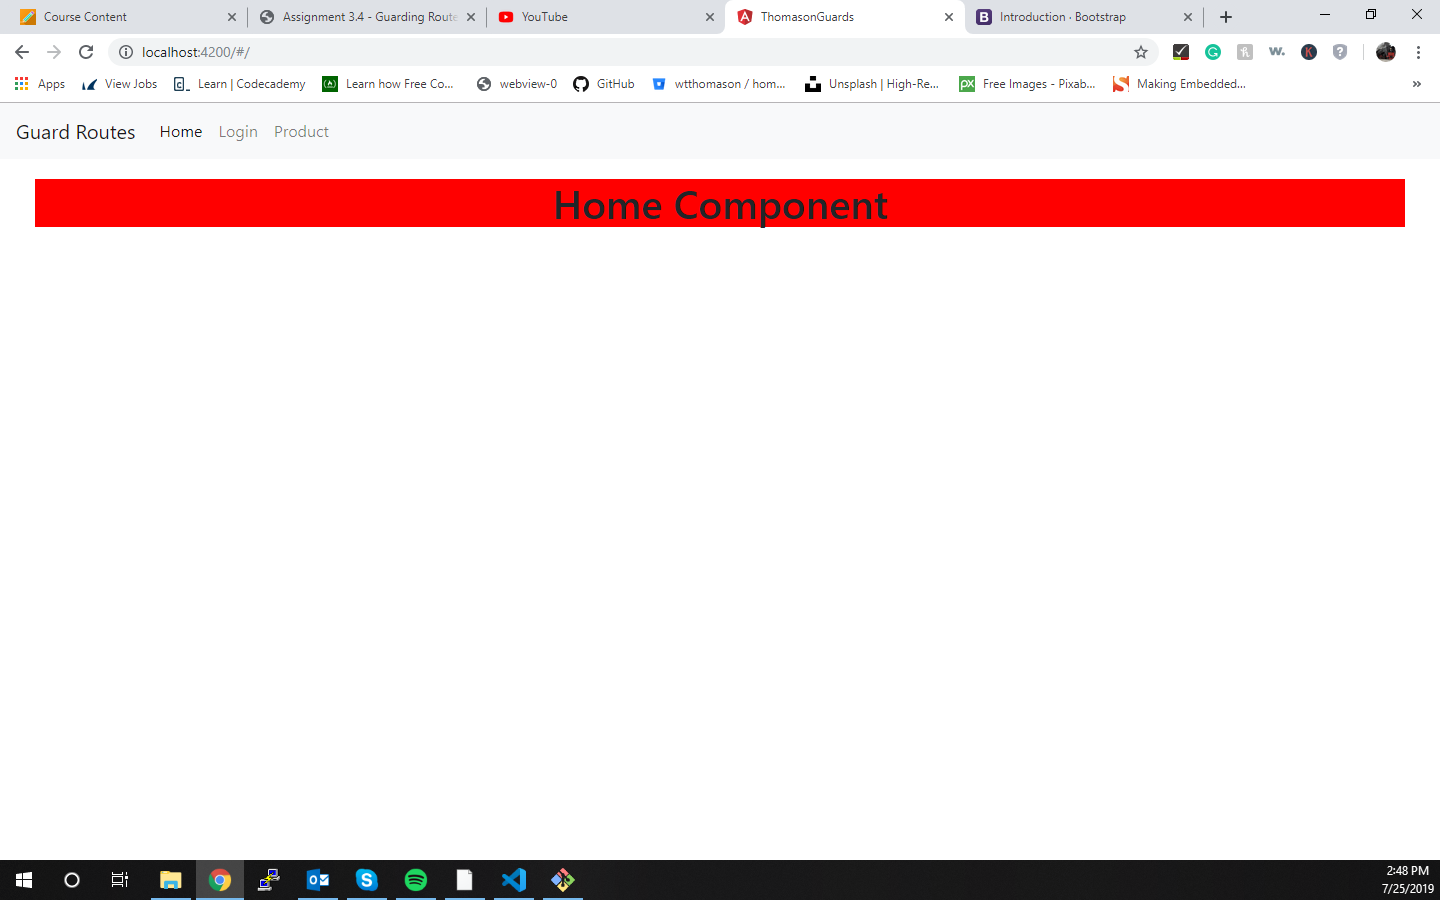 Course Content
Assignment 3.4 - Guarding Route
YouTube
ThomasonGuards
Introduction · Bootstrap
localhost:4200/#/
Apps
View Jobs
Learn | Codecademy
Learn how Free Co...
webview-0
GitHub
wtthomason / hom...
Unsplash | High-Re...
Free Images - Pixab...
Making Embedded...
»
Guard Routes
Home
Login
Product
Home Component
2:48 PM
7/25/2019